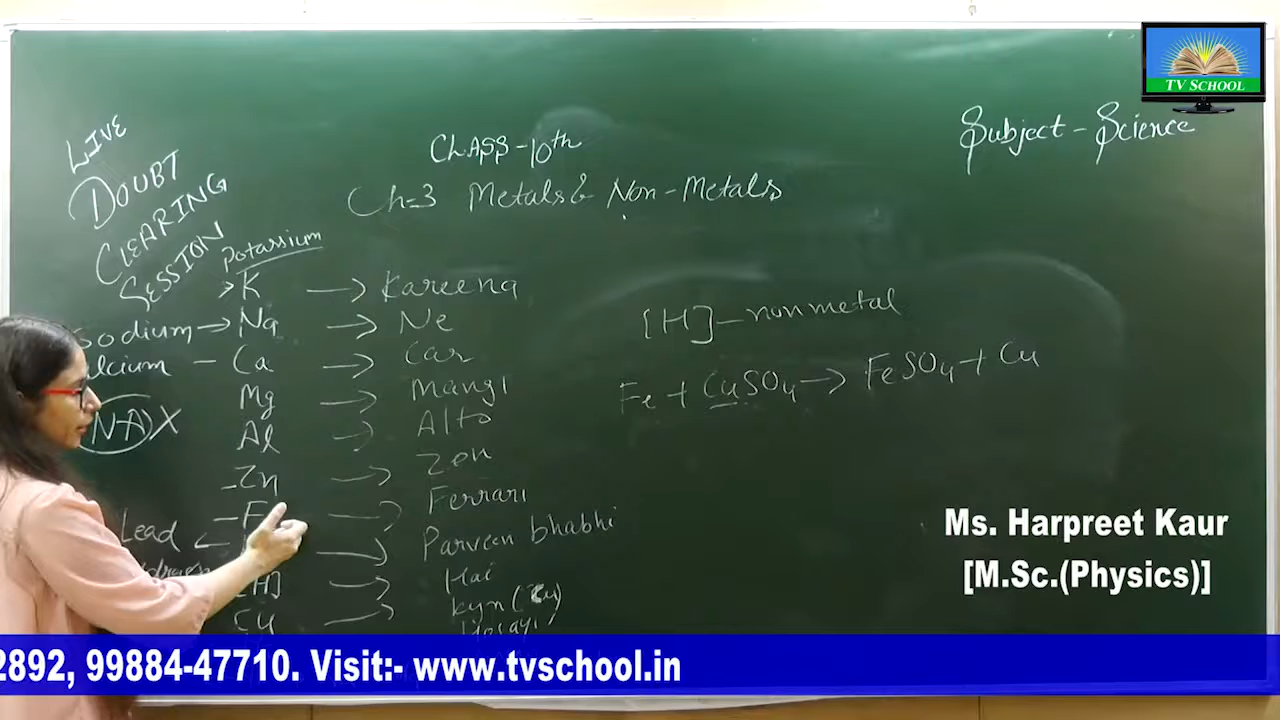 TV SCHOOL
LIVE
DOUBT
CLEARING
SESSION
Subject - Science
CLASS-10th
Ch-3 Metals & Non-Metals
Potassium
K → Kareena
Sodium → Na → Ne
Ca → Car
Mg → Mangi
Al → Alto
Zn → Zen
→ Ferrari
Lead → Parveen bhabhi
[H] → Hai
Cu → Kyn (Cu)
N-A X
[H] - nonmetal
Fe + CuSO4 → FeSO4 + Cu
Ms. Harpreet Kaur
[M.Sc.(Physics)]
2892, 99884-47710. Visit:- www.tvschool.in